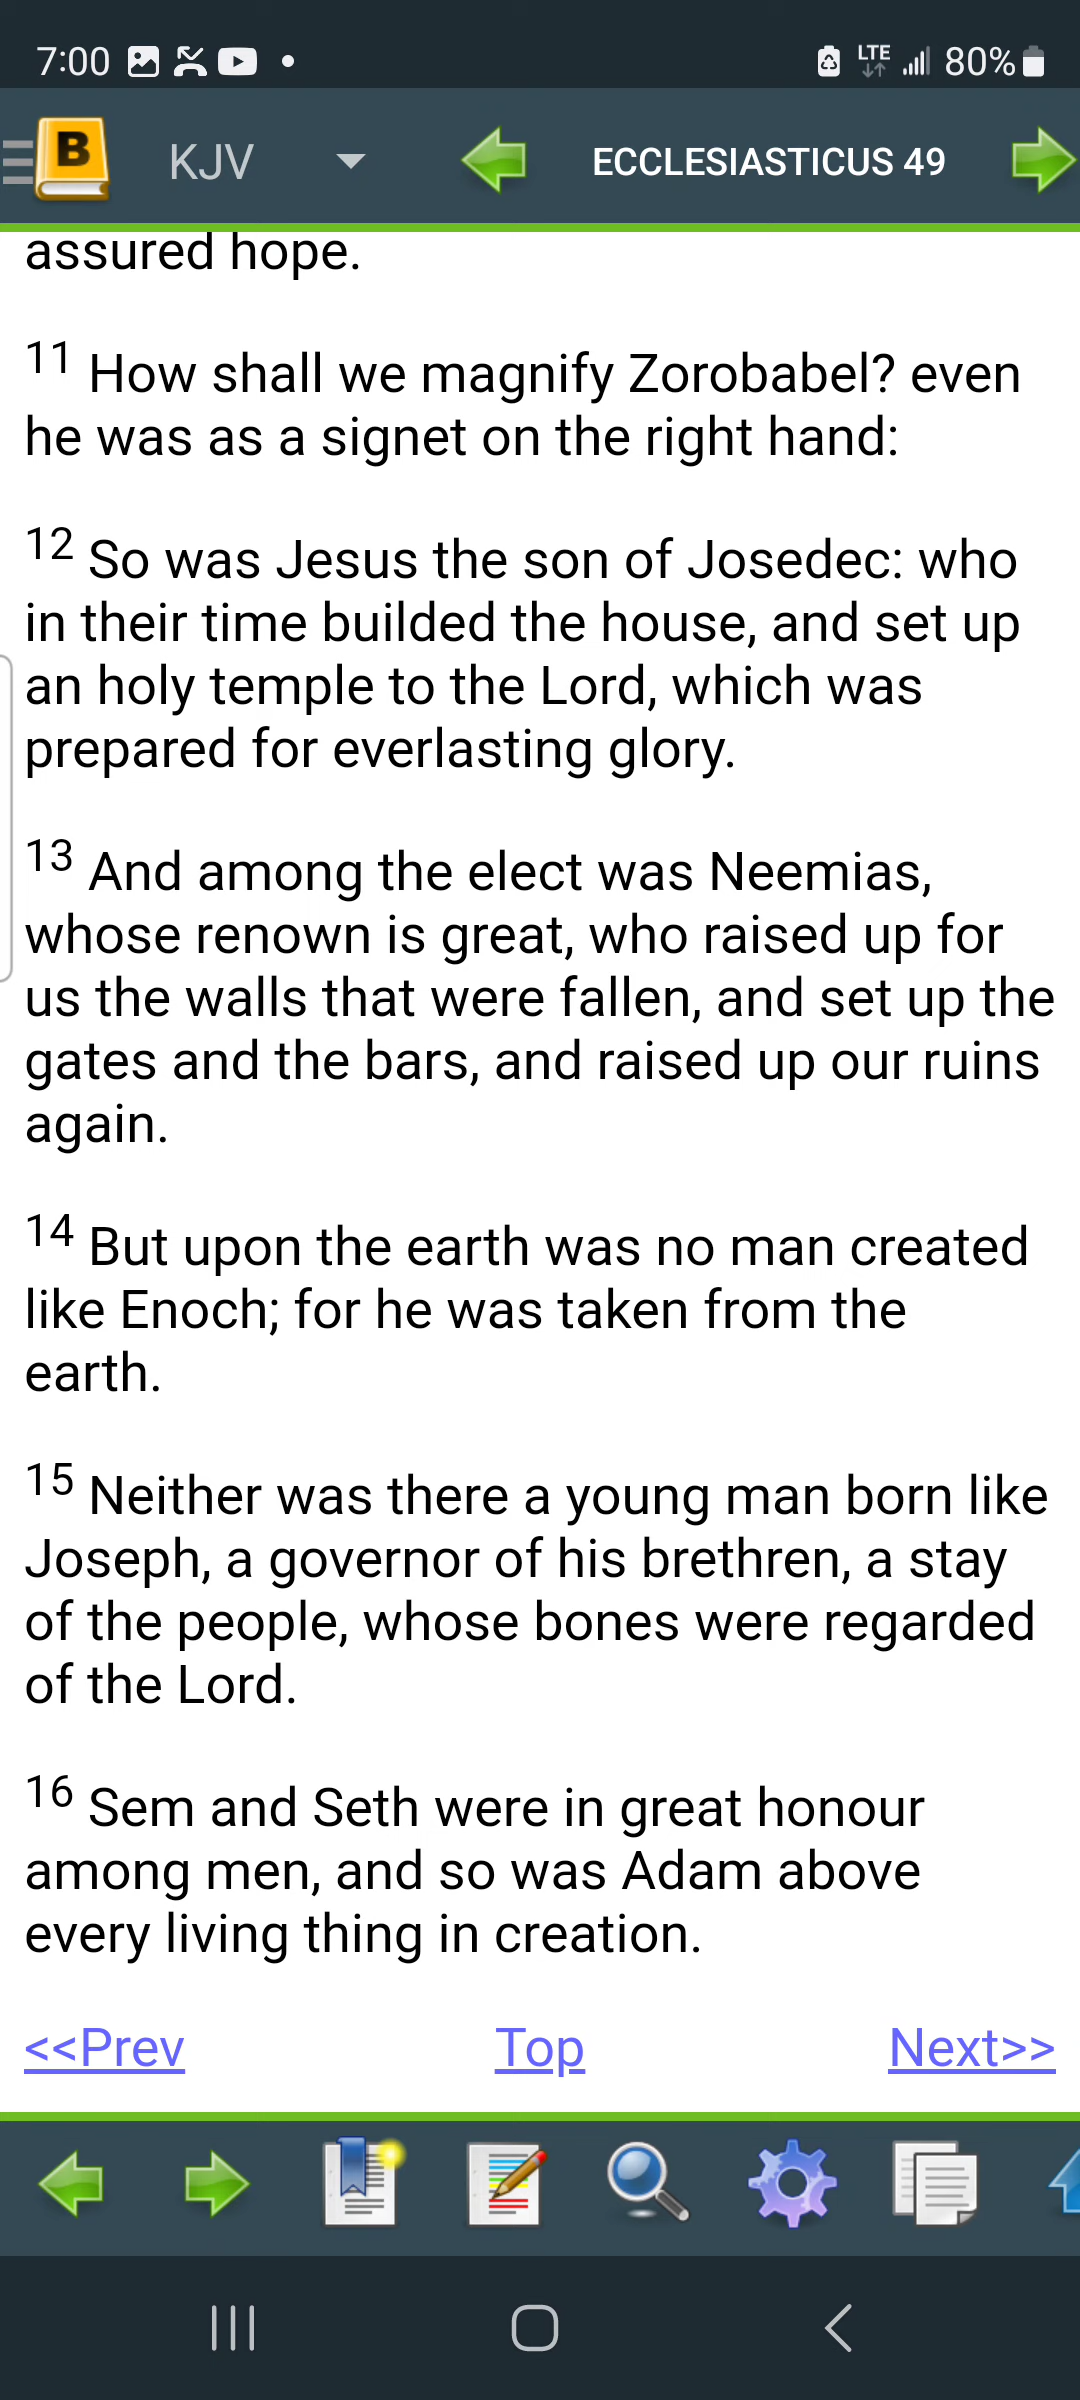 7:00
LTE
80%
B
KJV
ECCLESIASTICUS 49
assured hope.
11 How shall we magnify Zorobabel? even
he was as a signet on the right hand:
12 So was Jesus the son of Josedec: who
in their time builded the house, and set up
an holy temple to the Lord, which was
prepared for everlasting glory.
13 And among the elect was Neemias,
whose renown is great, who raised up for
us the walls that were fallen, and set up the
gates and the bars, and raised up our ruins
again.
14 But upon the earth was no man created
like Enoch; for he was taken from the
earth.
15 Neither was there a young man born like
Joseph, a governor of his brethren, a stay
of the people, whose bones were regarded
of the Lord.
16 Sem and Seth were in great honour
among men, and so was Adam above
every living thing in creation.
<<Prev
Top
Next>>